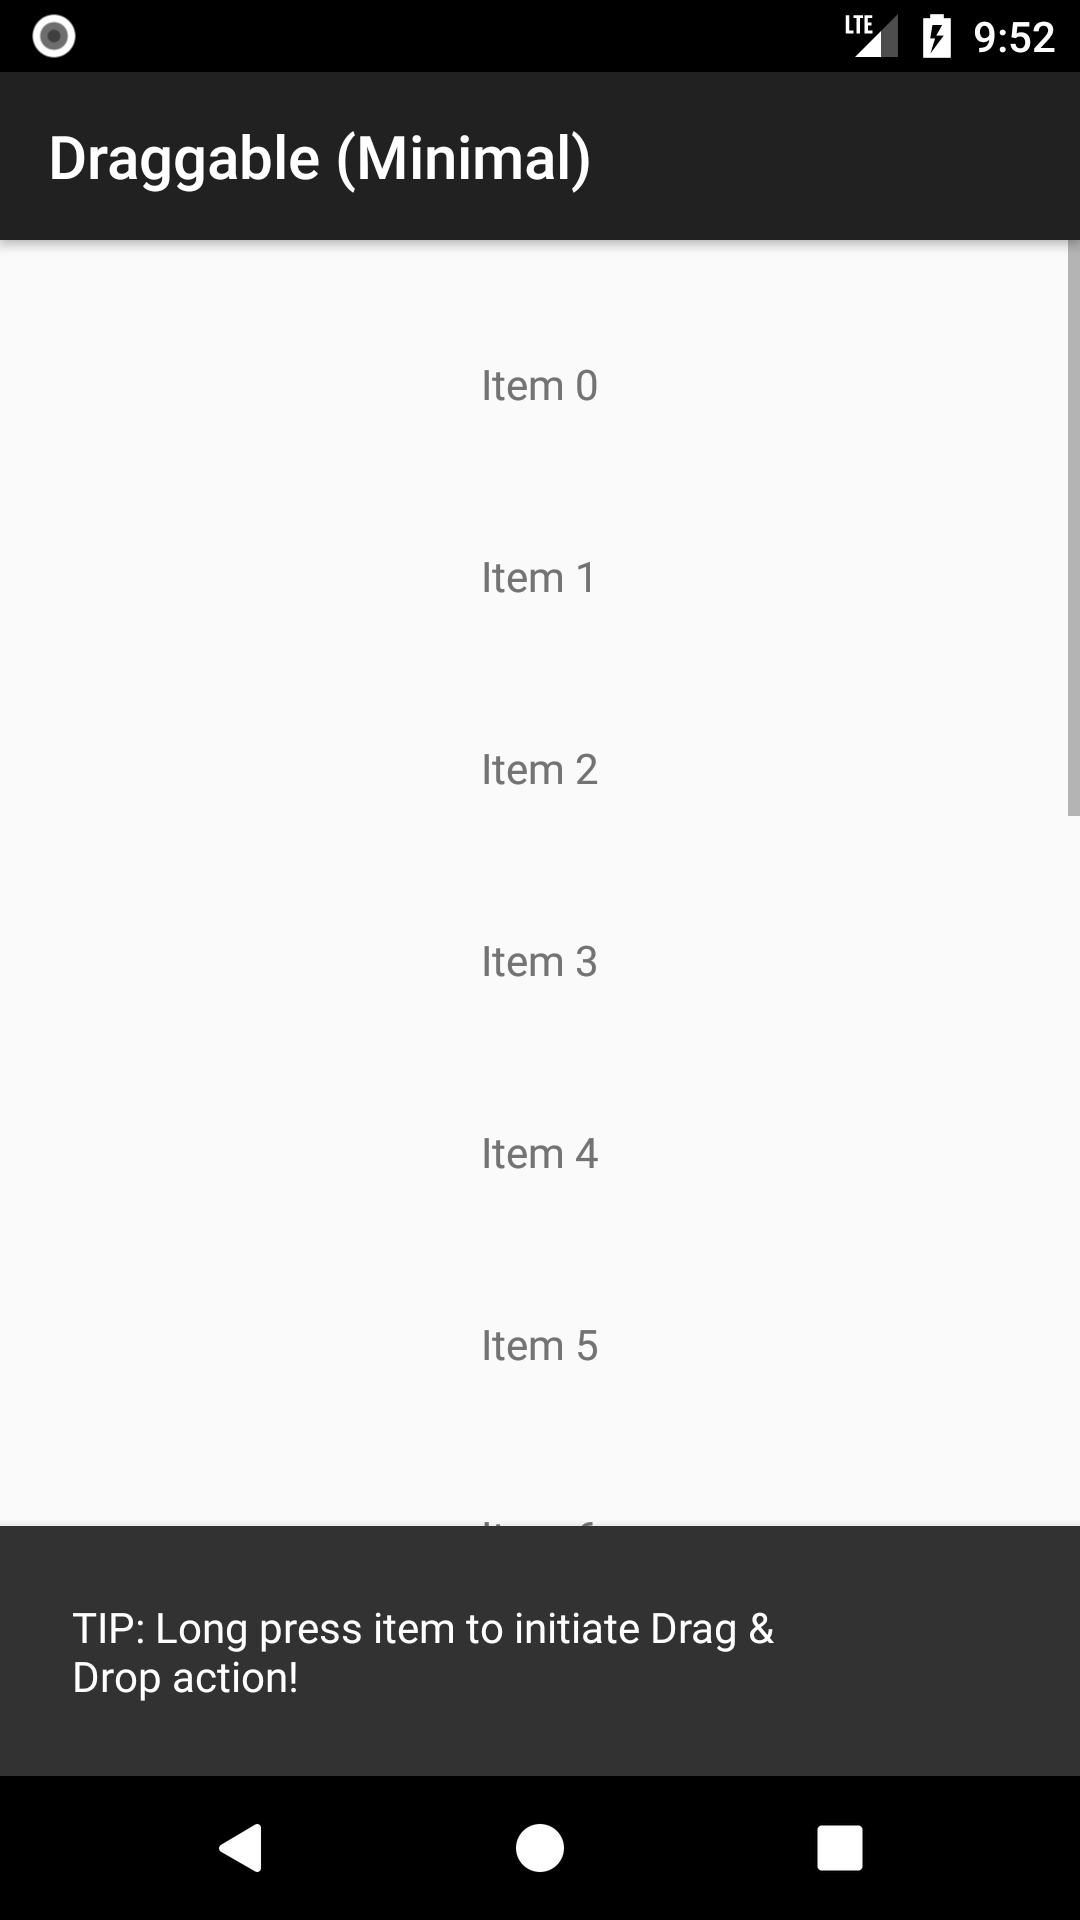 LTE 9:52
Draggable (Minimal)
Item 0
Item 1
Item 2
Item 3
Item 4
Item 5
TIP: Long press item to initiate Drag &
Drop action!